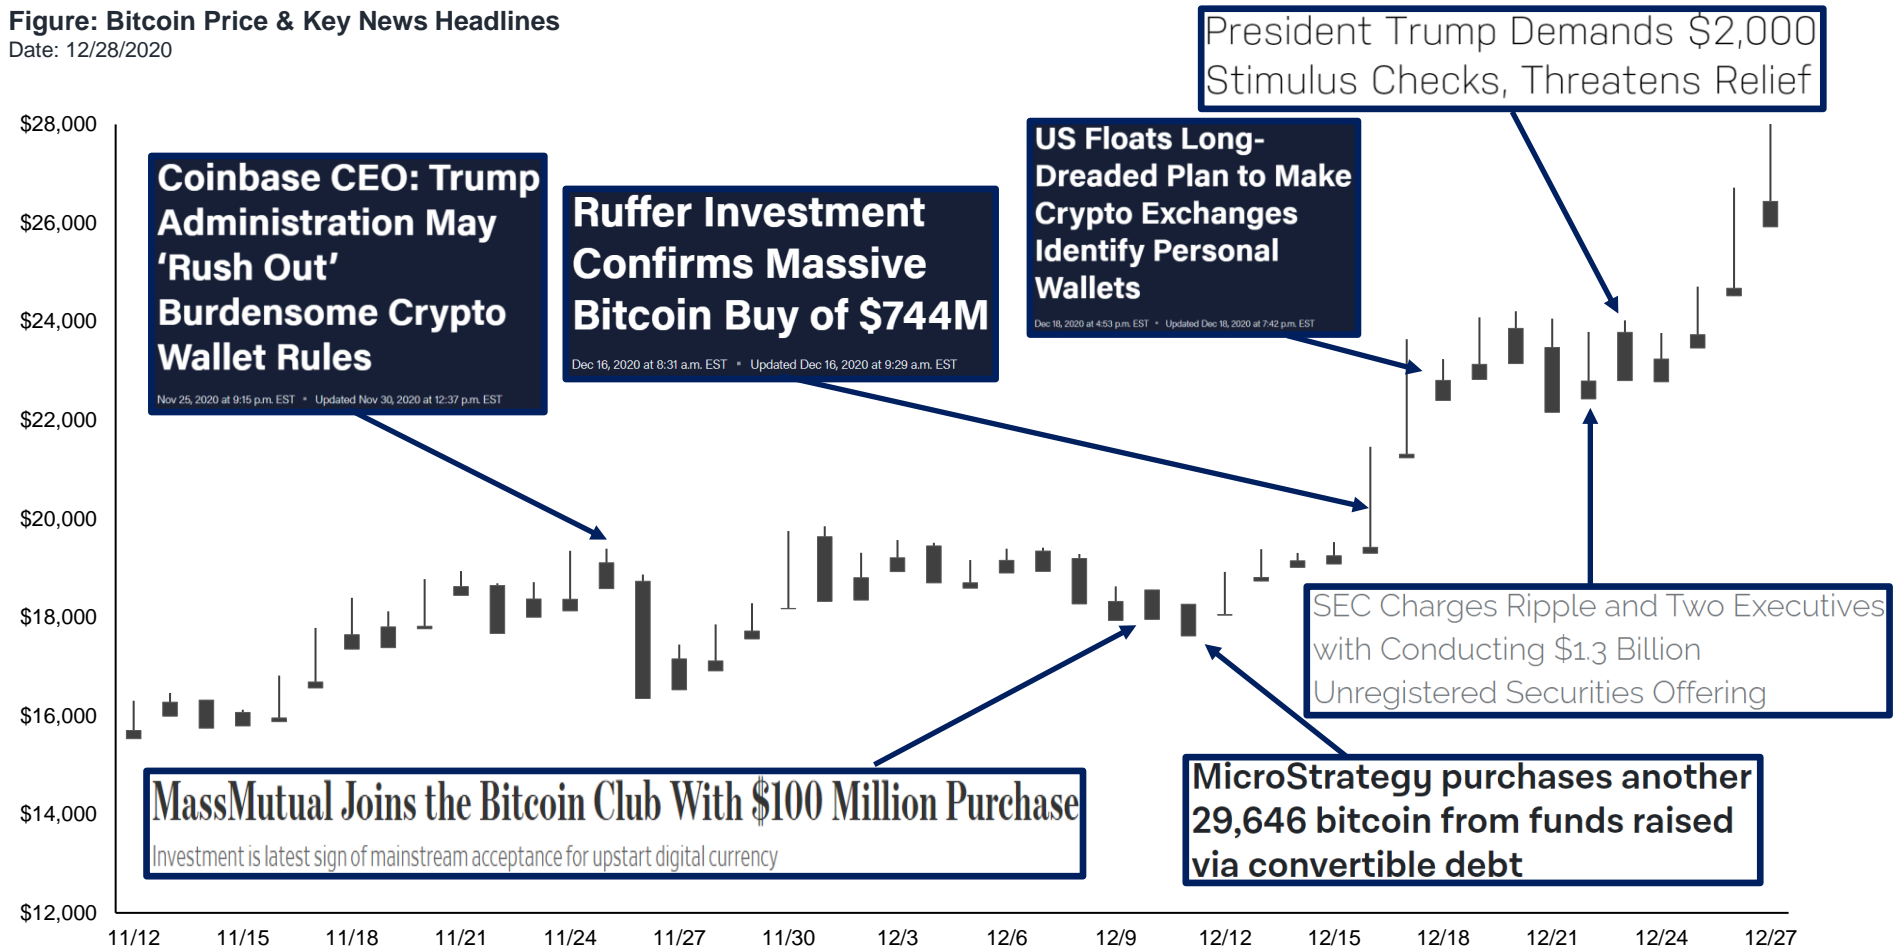 Figure: Bitcoin Price & Key News Headlines
Date: 12/28/2020
President Trump Demands $2,000
Stimulus Checks, Threatens Relief
US Floats Long-
Dreaded Plan to Make
Crypto Exchanges
Identify Personal
Wallets
Dec 18, 2020 at 4:53 p.m. EST • Updated Dec 18, 2020 at 7:42 p.m. EST
Coinbase CEO: Trump
Administration May
‘Rush Out’
Burdensome Crypto
Wallet Rules
Nov 25, 2020 at 9:15 p.m. EST • Updated Nov 30, 2020 at 12:37 p.m. EST
Ruffer Investment
Confirms Massive
Bitcoin Buy of $744M
Dec 16, 2020 at 8:31 a.m. EST • Updated Dec 16, 2020 at 9:29 a.m. EST
$28,000
$26,000
$24,000
$22,000
$20,000
$18,000
$16,000
$14,000
$12,000
SEC Charges Ripple and Two Executives
with Conducting $1.3 Billion
Unregistered Securities Offering
MassMutual Joins the Bitcoin Club With $100 Million Purchase
Investment is latest sign of mainstream acceptance for upstart digital currency
MicroStrategy purchases another
29,646 bitcoin from funds raised
via convertible debt
11/12 11/15 11/18 11/21 11/24 11/27 11/30 12/3 12/6 12/9 12/12 12/15 12/18 12/21 12/24 12/27